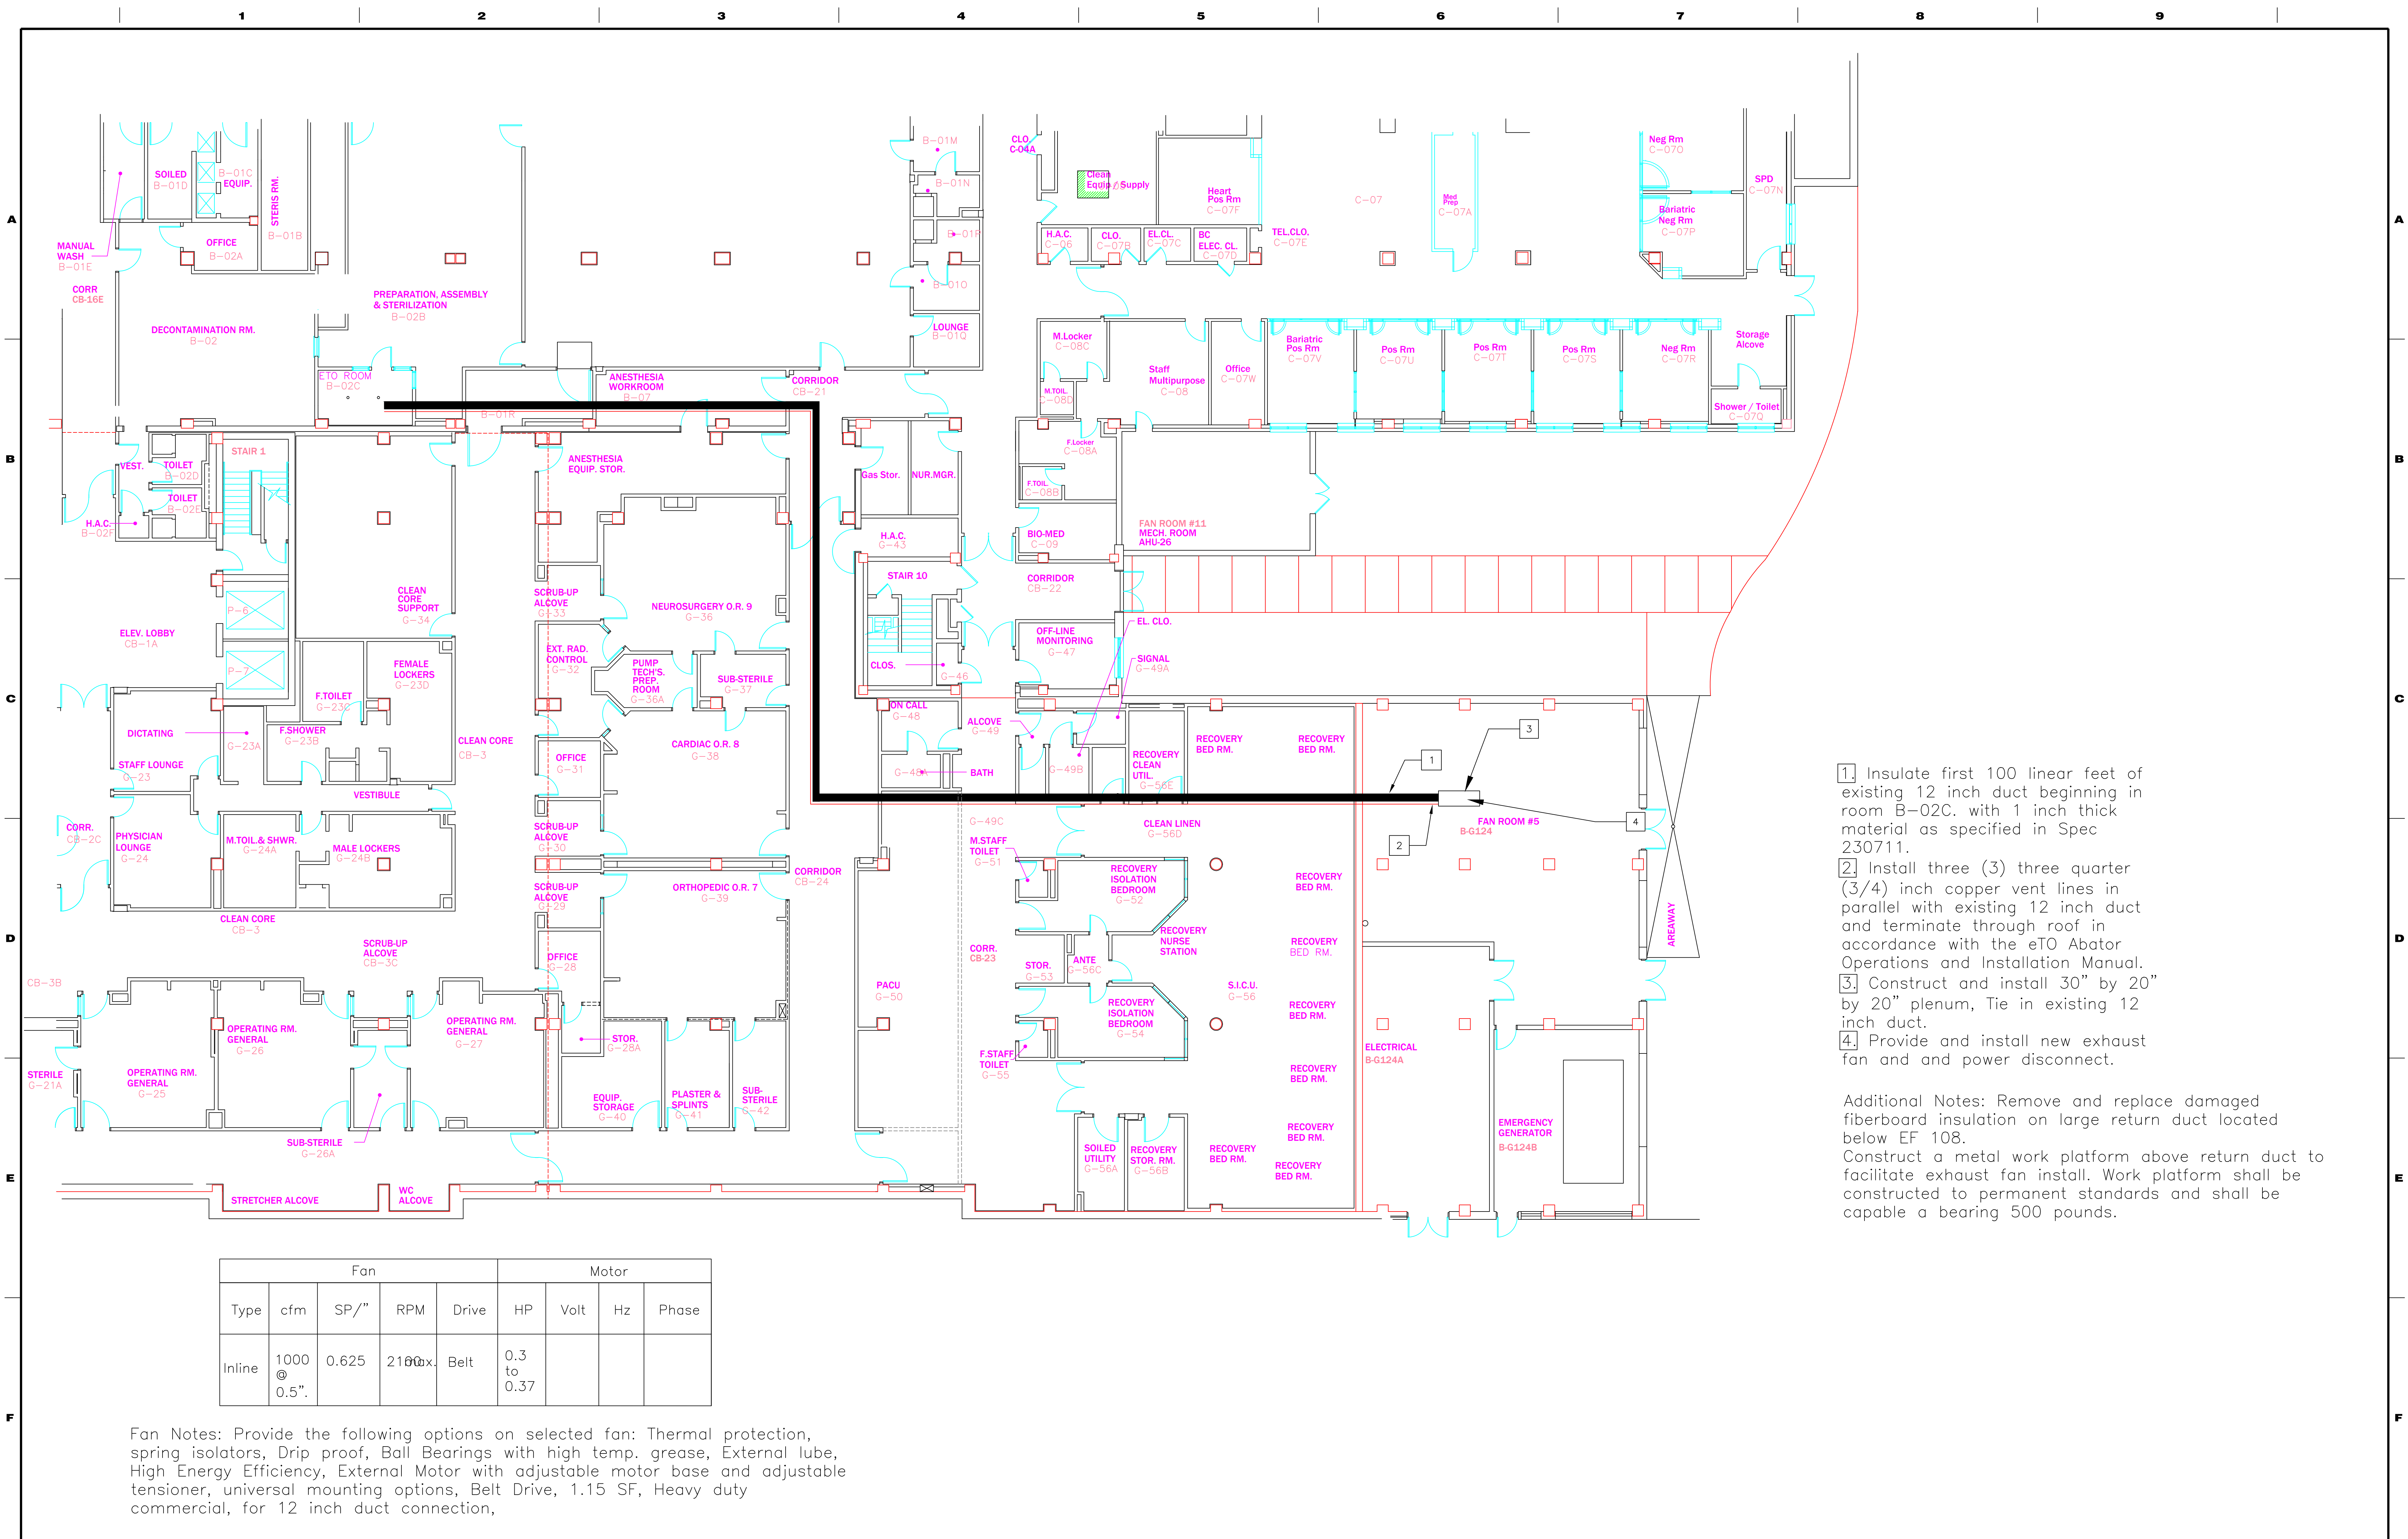 1 2 3 4 5 6 7 8 9
A
A
B
B
C
C
D
D
E
E
F
F
SOILED
B-01D
B-01C
EQUIP.
STERIS RM.
B-01B
OFFICE
B-02A
MANUAL
WASH
B-01E
CORR
CB-16E
DECONTAMINATION RM.
B-02
PREPARATION, ASSEMBLY
& STERILIZATION
B-02B
ETO ROOM
B-02C
B-01R
ANESTHESIA
WORKROOM
B-07
CORRIDOR
CB-21
B-01M
B-01N
B-01P
B-01O
LOUNGE
B-01Q
CLO.
C-04A
Clean
Equip / Supply
Heart
Pos Rm
C-07F
C-07
Med
Prep
C-07A
Neg Rm
C-07O
SPD
C-07N
Bariatric
Neg Rm
C-07P
H.A.C.
C-06
CLO.
C-07B
EL.CL.
C-07C
BC
ELEC. CL.
C-07D
TEL.CLO.
C-07E
M.Locker
C-08C
M.TOIL.
C-08D
Staff
Multipurpose
C-08
Office
C-07W
Bariatric
Pos Rm
C-07V
Pos Rm
C-07U
Pos Rm
C-07T
Pos Rm
C-07S
Neg Rm
C-07R
Storage
Alcove
Shower / Toilet
C-07Q
VEST.
TOILET
B-02D
TOILET
B-02E
H.A.C.
B-02F
STAIR 1
ANESTHESIA
EQUIP. STOR.
Gas Stor.
NUR.MGR.
F.Locker
C-08A
F.TOIL.
C-08B
H.A.C.
G-43
BIO-MED
C-09
FAN ROOM #11
MECH. ROOM
AHU-26
STAIR 10
CORRIDOR
CB-22
CLEAN
CORE
SUPPORT
G-34
SCRUB-UP
ALCOVE
G-33
NEUROSURGERY O.R. 9
G-36
P-6
P-7
ELEV. LOBBY
CB-1A
OFF-LINE
MONITORING
G-47
EL. CLO.
SIGNAL
G-49A
EXT. RAD.
CONTROL
G-32
PUMP
TECH'S.
PREP.
ROOM
G-36A
SUB-STERILE
G-37
CLOS.
G-46
FEMALE
LOCKERS
G-23D
F.TOILET
G-23C
F.SHOWER
G-23B
DICTATING
G-23A
STAFF LOUNGE
G-23
CLEAN CORE
CB-3
OFFICE
G-31
CARDIAC O.R. 8
G-38
ON CALL
G-48
ALCOVE
G-49
G-48A
BATH
G-49B
RECOVERY
CLEAN
UTIL.
G-56E
RECOVERY
BED RM.
RECOVERY
BED RM.
1
2
3
4
VESTIBULE
CORR.
CB-2C
PHYSICIAN
LOUNGE
G-24
M.TOIL.& SHWR.
G-24A
MALE LOCKERS
G-24B
SCRUB-UP
ALCOVE
G-30
G-49C
CLEAN LINEN
G-56D
FAN ROOM #5
B-G124
M.STAFF
TOILET
G-51
RECOVERY
ISOLATION
BEDROOM
G-52
RECOVERY
BED RM.
SCRUB-UP
ALCOVE
G-29
ORTHOPEDIC O.R. 7
G-39
CORRIDOR
CB-24
CLEAN CORE
CB-3
SCRUB-UP
ALCOVE
CB-3C
OFFICE
G-28
CORR.
CB-23
STOR.
G-53
ANTE
G-56C
RECOVERY
NURSE
STATION
RECOVERY
BED RM.
AREAWAY
CB-3B
PACU
G-50
S.I.C.U.
G-56
RECOVERY
ISOLATION
BEDROOM
G-54
RECOVERY
BED RM.
OPERATING RM.
GENERAL
G-26
OPERATING RM.
GENERAL
G-27
STOR.
G-28A
F.STAFF
TOILET
G-55
ELECTRICAL
B-G124A
STERILE
G-21A
OPERATING RM.
GENERAL
G-25
EQUIP.
STORAGE
G-40
PLASTER &
SPLINTS
G-41
SUB-
STERILE
G-42
RECOVERY
BED RM.
SUB-STERILE
G-26A
SOILED
UTILITY
G-56A
RECOVERY
STOR. RM.
G-56B
RECOVERY
BED RM.
RECOVERY
BED RM.
RECOVERY
BED RM.
EMERGENCY
GENERATOR
B-G124B
STRETCHER ALCOVE
WC
ALCOVE
1. Insulate first 100 linear feet of
existing 12 inch duct beginning in
room B-02C. with 1 inch thick
material as specified in Spec
230711.
2. Install three (3) three quarter
(3/4) inch copper vent lines in
parallel with existing 12 inch duct
and terminate through roof in
accordance with the eTO Abator
Operations and Installation Manual.
3. Construct and install 30" by 20"
by 20" plenum, Tie in existing 12
inch duct.
4. Provide and install new exhaust
fan and and power disconnect.
Additional Notes: Remove and replace damaged
fiberboard insulation on large return duct located
below EF 108.
Construct a metal work platform above return duct to
facilitate exhaust fan install. Work platform shall be
constructed to permanent standards and shall be
capable a bearing 500 pounds.
Fan Motor
Type cfm SP/" RPM Drive HP Volt Hz Phase
Inline 1000 @ 0.5". 0.625 max. Belt 0.3 to 0.37
Fan Notes: Provide the following options on selected fan: Thermal protection,
spring isolators, Drip proof, Ball Bearings with high temp. grease, External lube,
High Energy Efficiency, External Motor with adjustable motor base and adjustable
tensioner, universal mounting options, Belt Drive, 1.15 SF, Heavy duty
commercial, for 12 inch duct connection,